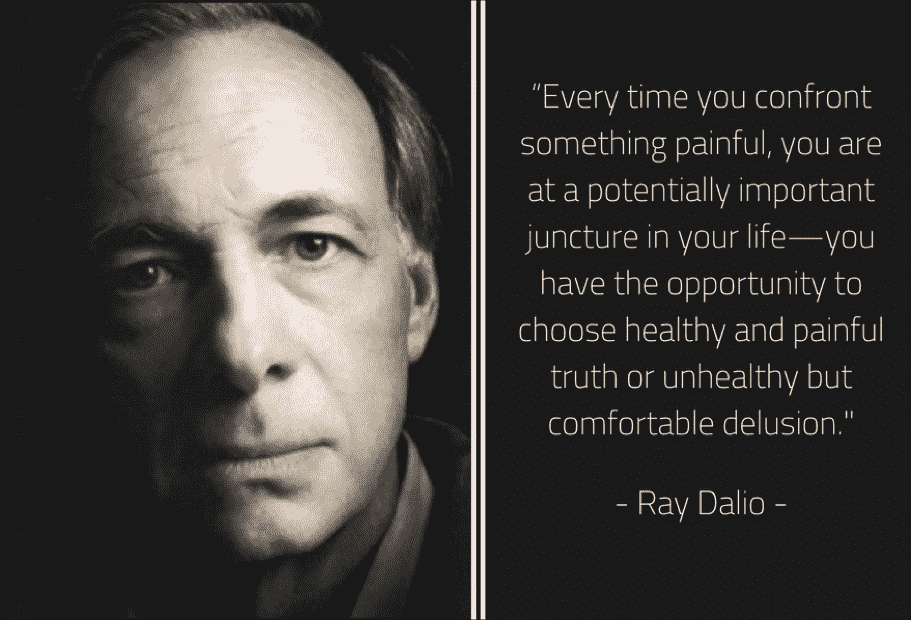 “Every time you confront
something painful, you are
at a potentially important
juncture in your life—you
have the opportunity to
choose healthy and painful
truth or unhealthy but
comfortable delusion."
- Ray Dalio -